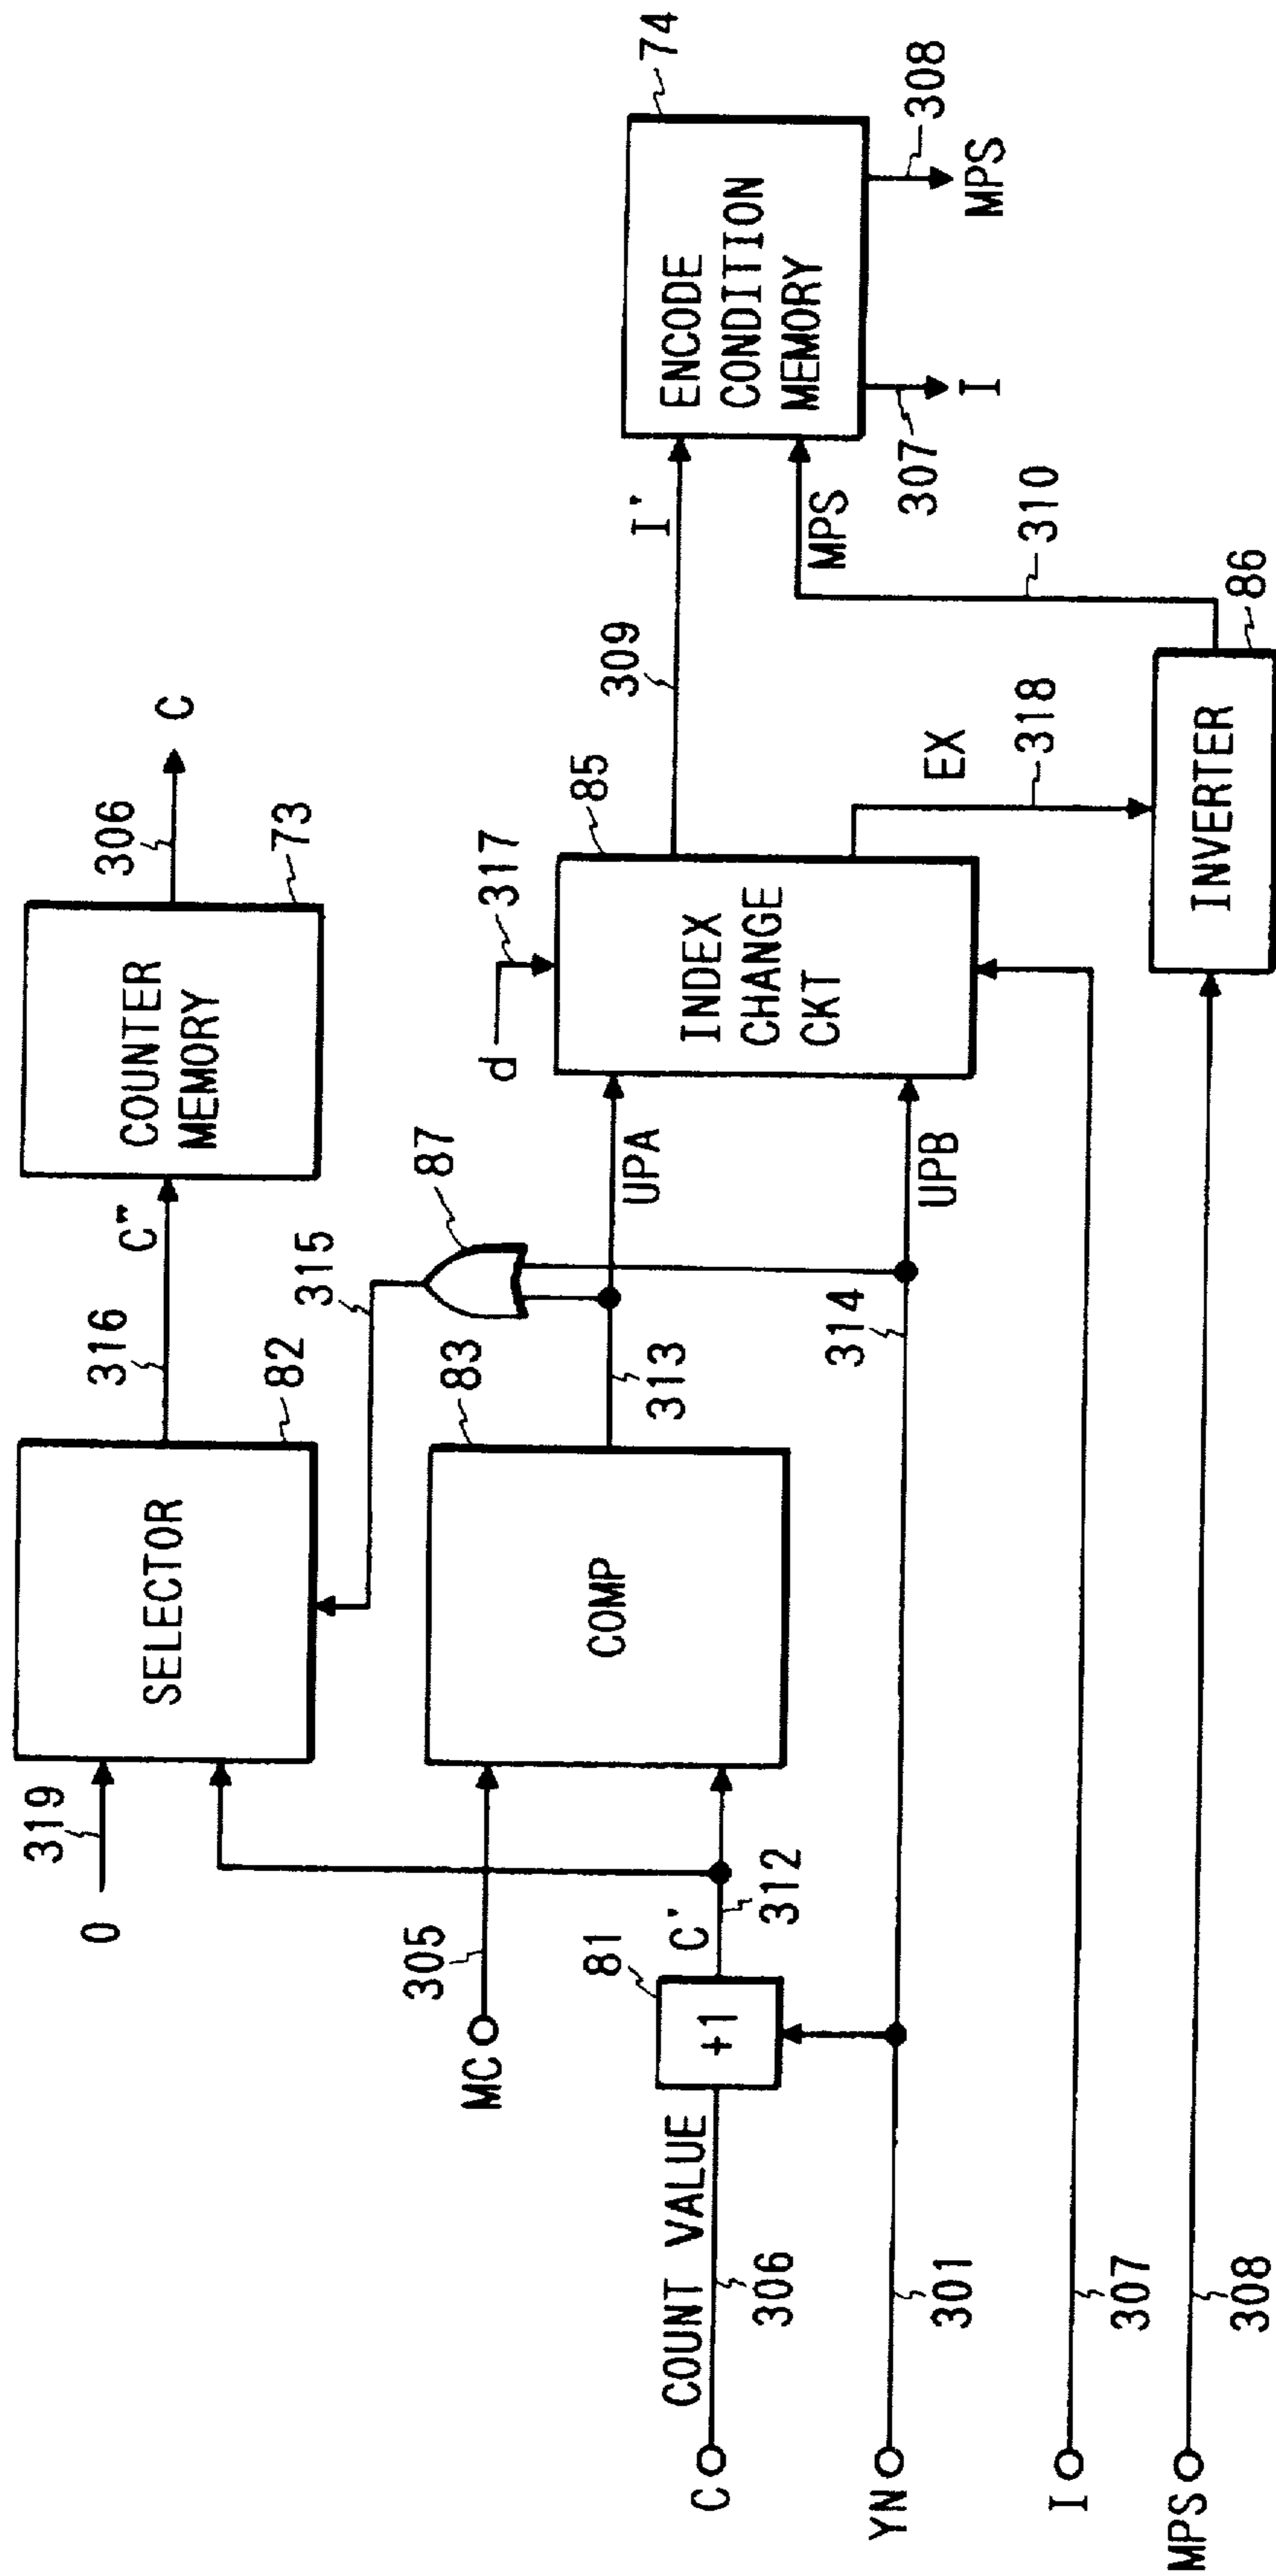 0
319
SELECTOR
82
316
C"
COUNTER
MEMORY
73
306
C
MC
305
COMP
83
313
315
87
UPA
d
317
INDEX
CHANGE
CKT
85
309
I'
ENCODE
CONDITION
MEMORY
74
307
I
308
MPS
C
COUNT VALUE
306
+1
81
C'
312
YN
301
314
UPB
EX
318
MPS
310
I
307
MPS
308
INVERTER
86